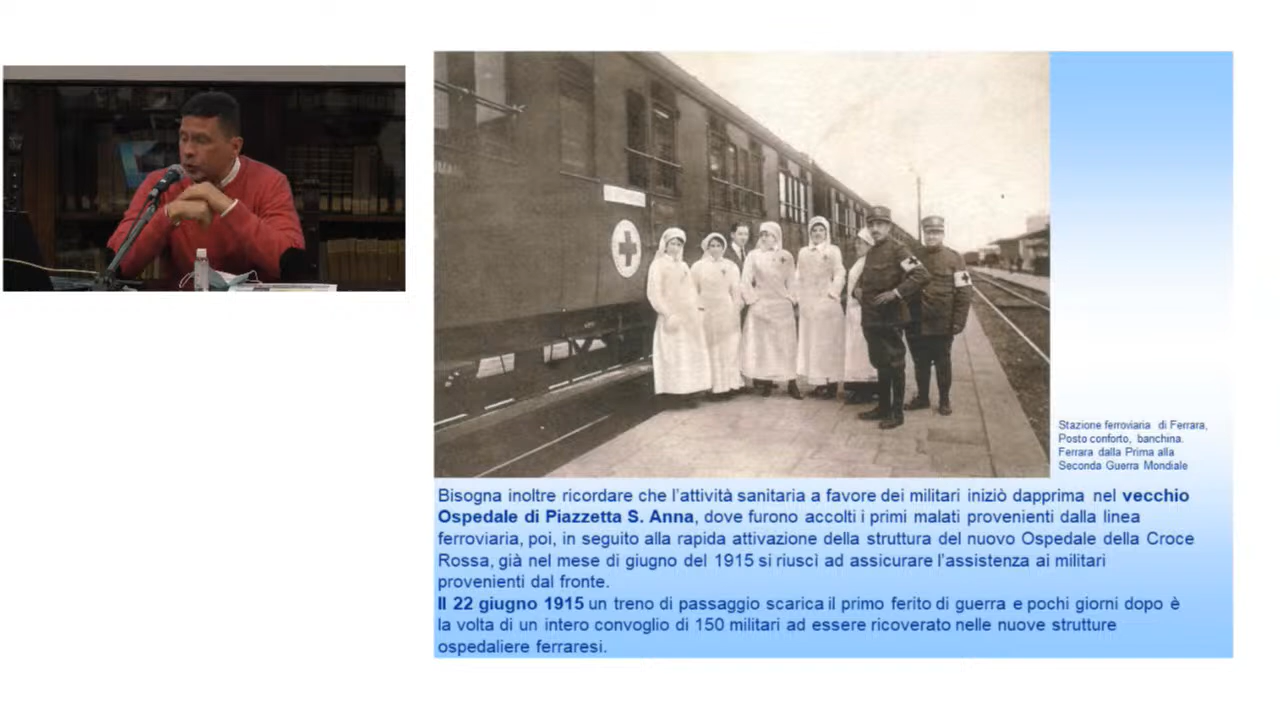 Stazione ferroviaria di Ferrara,
Posto conforto, banchina.
Ferrara dalla Prima alla
Seconda Guerra Mondiale
Bisogna inoltre ricordare che l'attività sanitaria a favore dei militari iniziò dapprima nel vecchio
Ospedale di Piazzetta S. Anna, dove furono accolti i primi malati provenienti dalla linea
ferroviaria, poi, in seguito alla rapida attivazione della struttura del nuovo Ospedale della Croce
Rossa, già nel mese di giugno del 1915 si riuscì ad assicurare l'assistenza ai militari
provenienti dal fronte.
Il 22 giugno 1915 un treno di passaggio scarica il primo ferito di guerra e pochi giorni dopo è
la volta di un intero convoglio di 150 militari ad essere ricoverato nelle nuove strutture
ospedaliere ferraresi.